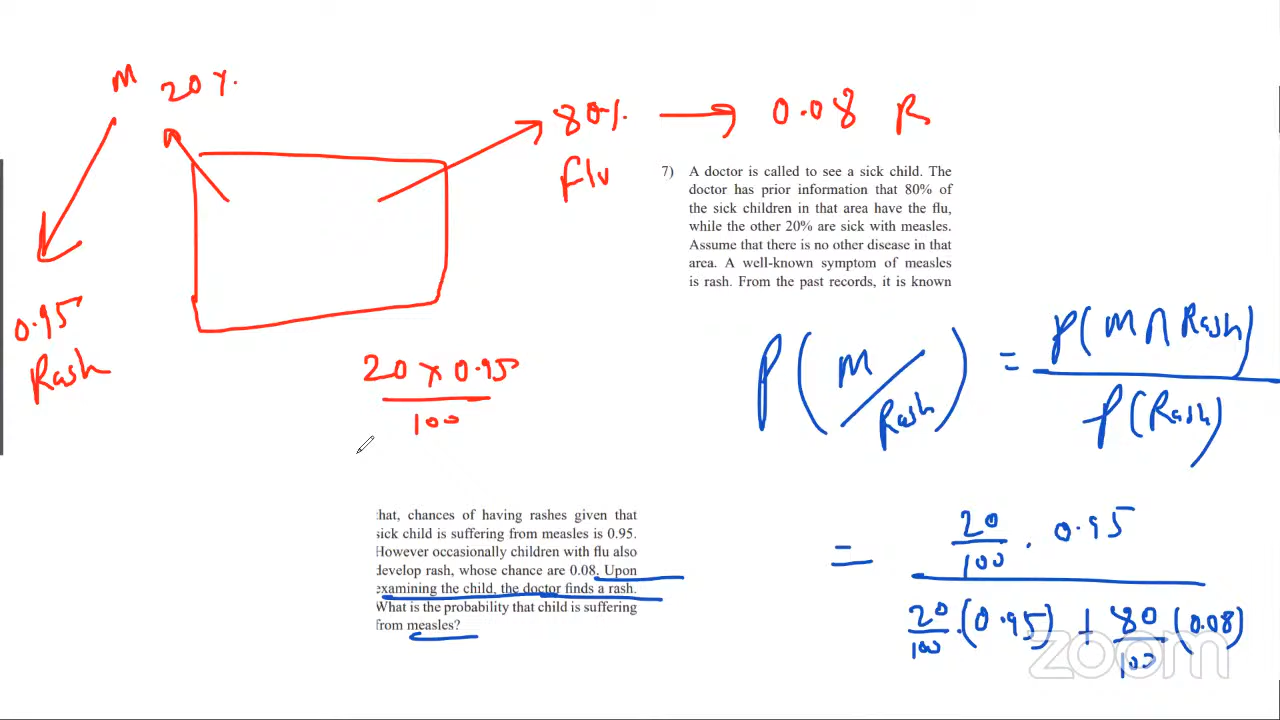 M 20%.
80% → 0.08 R
Flu
0.95
Rash
7) A doctor is called to see a sick child. The
doctor has prior information that 80% of
the sick children in that area have the flu,
while the other 20% are sick with measles.
Assume that there is no other disease in that
area. A well-known symptom of measles
is rash. From the past records, it is known
20 × 0.95
100
P(M/Rash) = P(M ∩ Rash)
P(Rash)
that, chances of having rashes given that
sick child is suffering from measles is 0.95.
However occasionally children with flu also
develop rash, whose chance are 0.08. Upon
examining the child, the doctor finds a rash.
What is the probability that child is suffering
from measles?
= 20/100 · 0.95
20/100 · (0.95) + 80/100 (0.08)
zoom